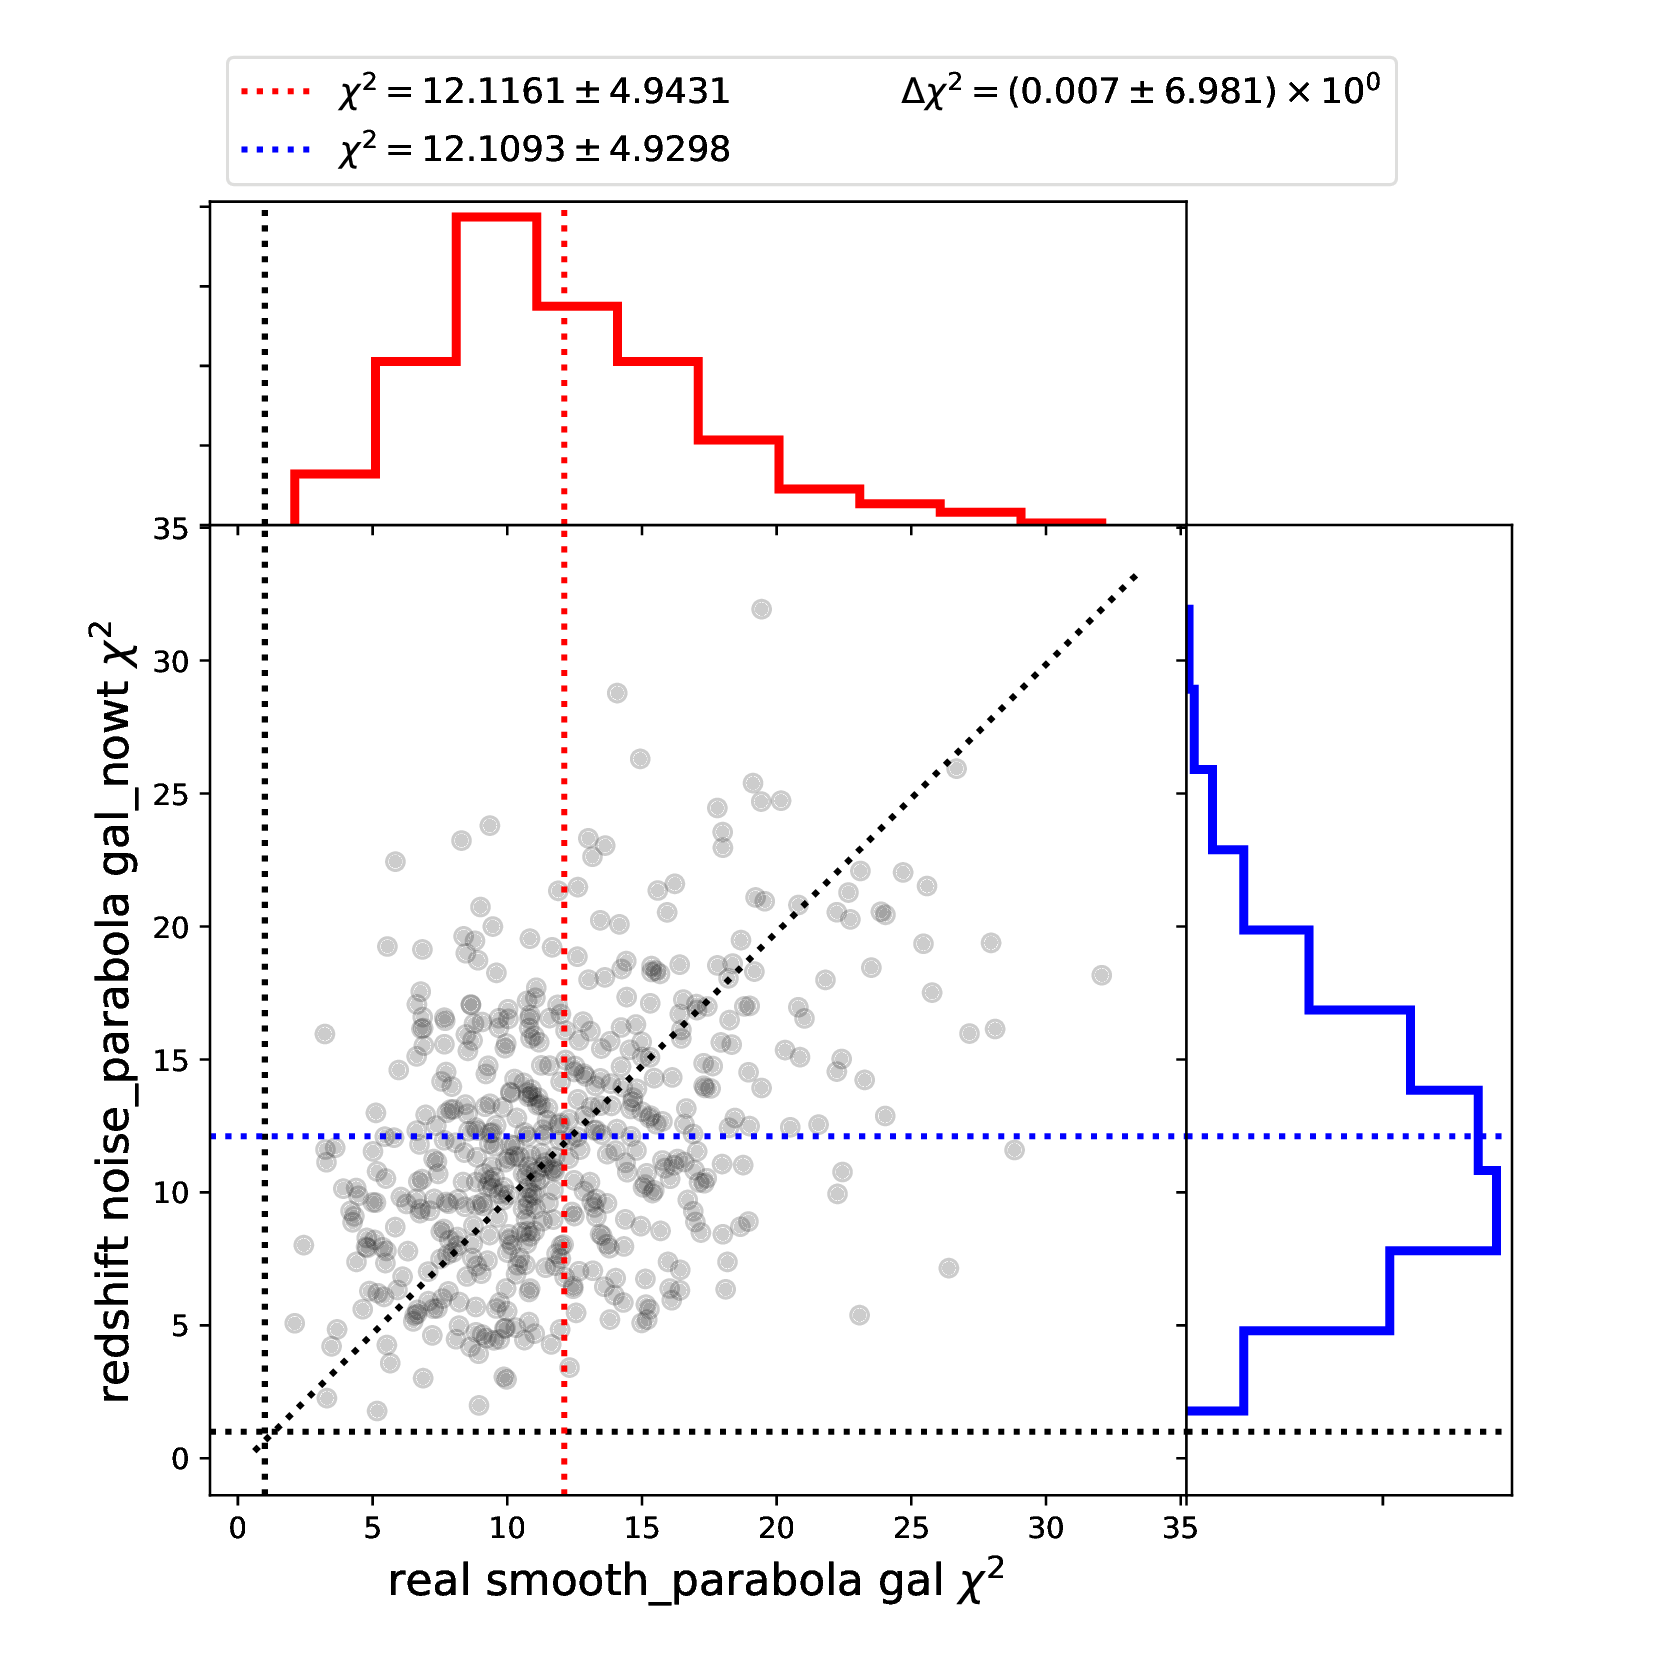 χ² = 12.1161 ± 4.9431 Δχ² = (0.007 ± 6.981) × 10⁰
χ² = 12.1093 ± 4.9298
35
30
25
20
15
10
5
0
redshift noise_parabola gal_nowt χ²
0 5 10 15 20 25 30 35
real smooth_parabola gal χ²